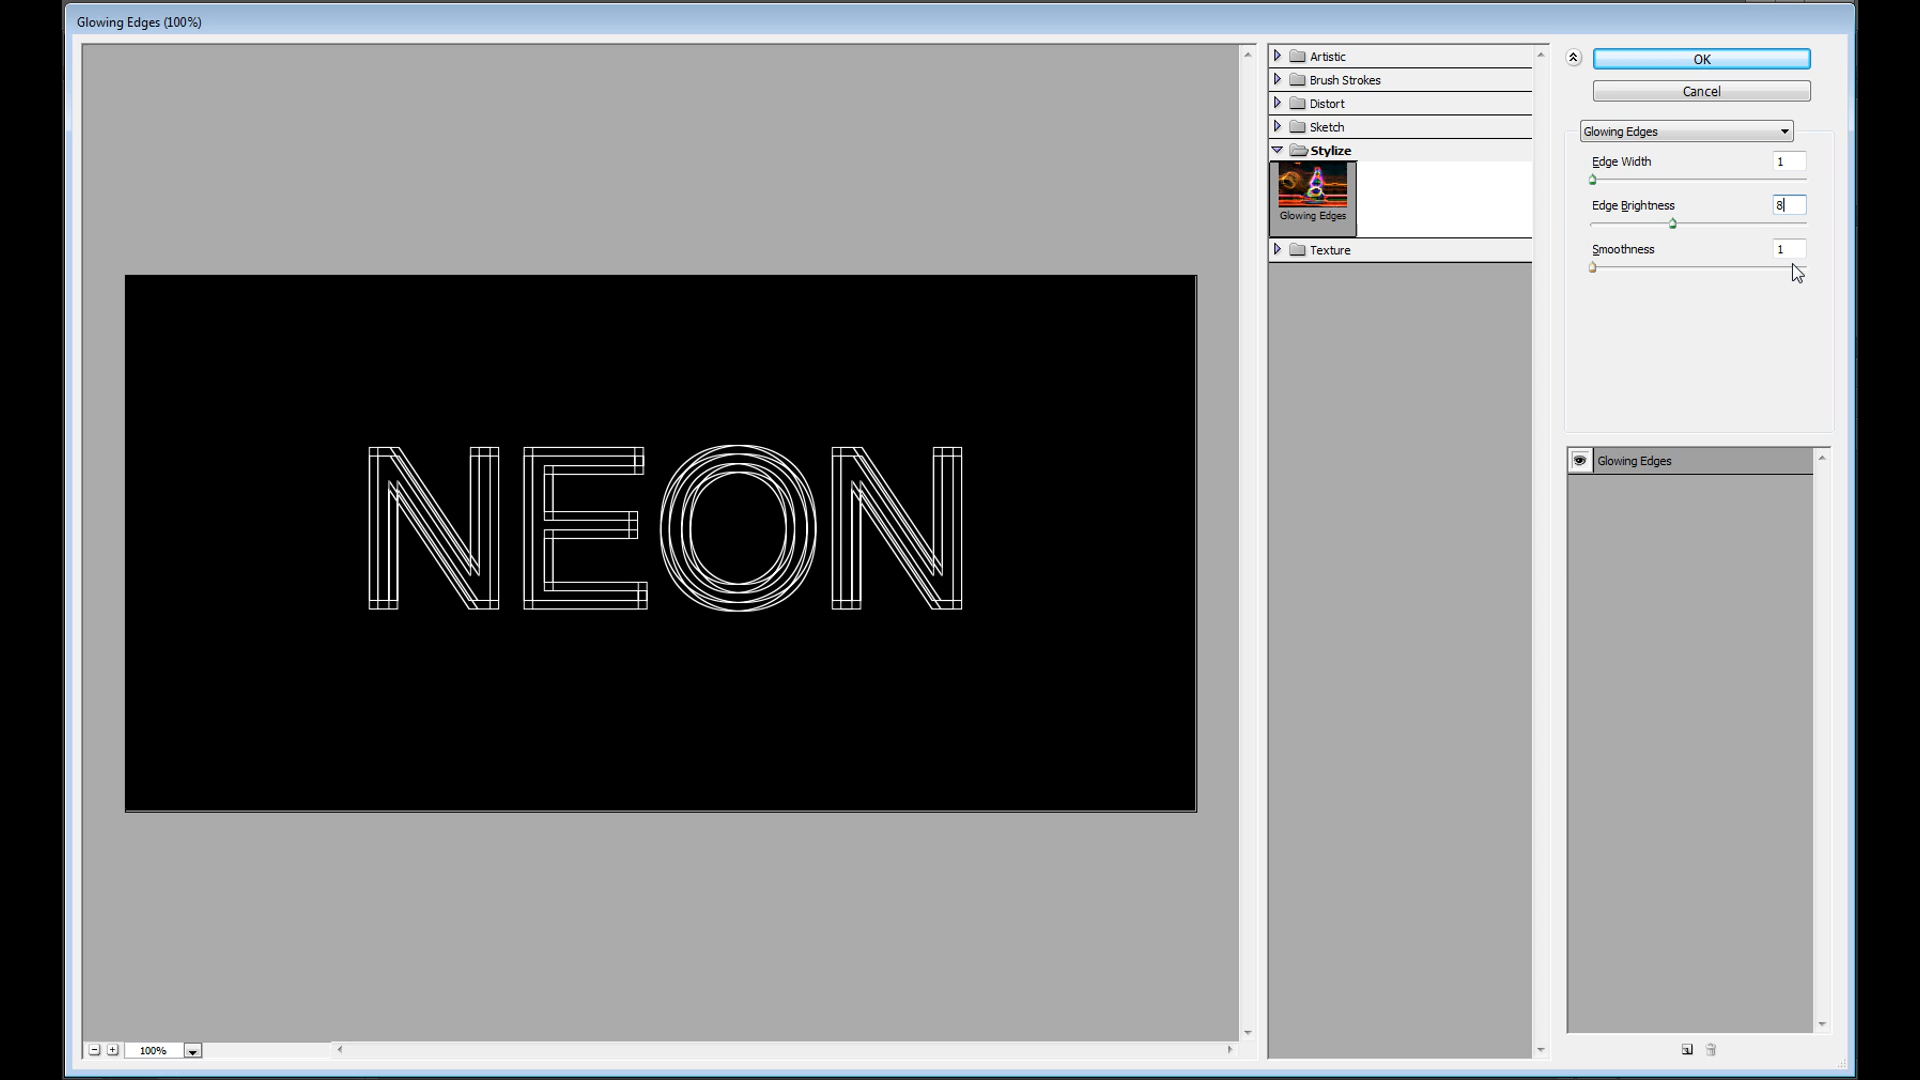 Glowing Edges (100%)
NEON
100%
Artistic
Brush Strokes
Distort
Sketch
Stylize
Glowing Edges
Texture
OK
Cancel
Glowing Edges
Edge Width 1
Edge Brightness 8
Smoothness 1
Glowing Edges